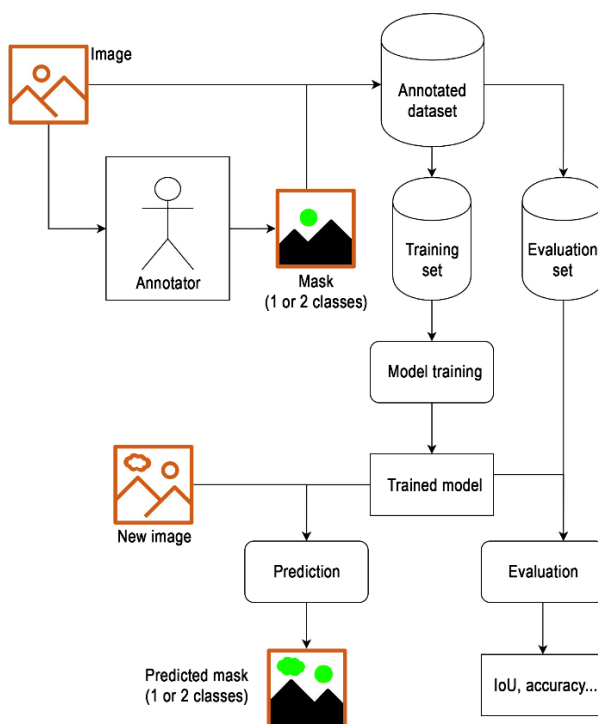 Image
Annotated
dataset
Annotator
Mask
(1 or 2 classes)
Training
set
Evaluation
set
Model training
Trained model
New image
Prediction
Evaluation
Predicted mask
(1 or 2 classes)
IoU, accuracy...